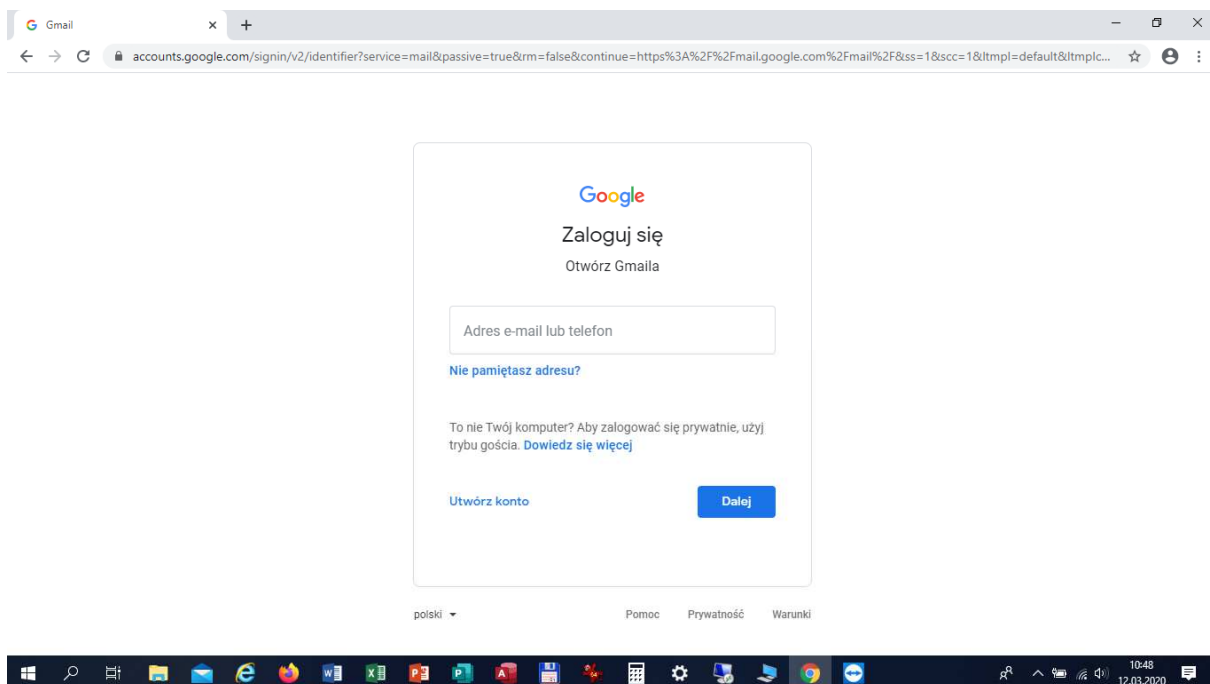 Gmail
accounts.google.com/signin/v2/identifier?service=mail&passive=true&rm=false&continue=https%3A%2F%2Fmail.google.com%2Fmail%2F&ss=1&scc=1&ltmpl=default&ltmplc...
Google
Zaloguj się
Otwórz Gmaila
Adres e-mail lub telefon
Nie pamiętasz adresu?
To nie Twój komputer? Aby zalogować się prywatnie, użyj
trybu gościa. Dowiedz się więcej
Utwórz konto Dalej
polski Pomoc Prywatność Warunki
10:48
12.03.2020